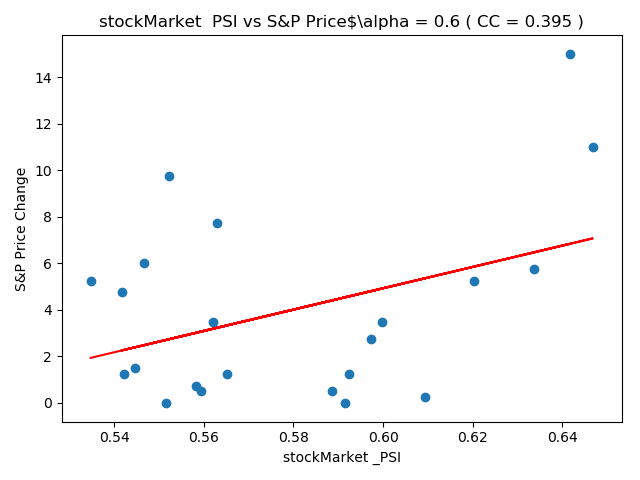 stockMarket  PSI vs S&P Price$\alpha = 0.6 ( CC = 0.395 )
14
12
10
8
6
4
2
0
S&P Price Change
0.54 0.56 0.58 0.60 0.62 0.64
stockMarket _PSI